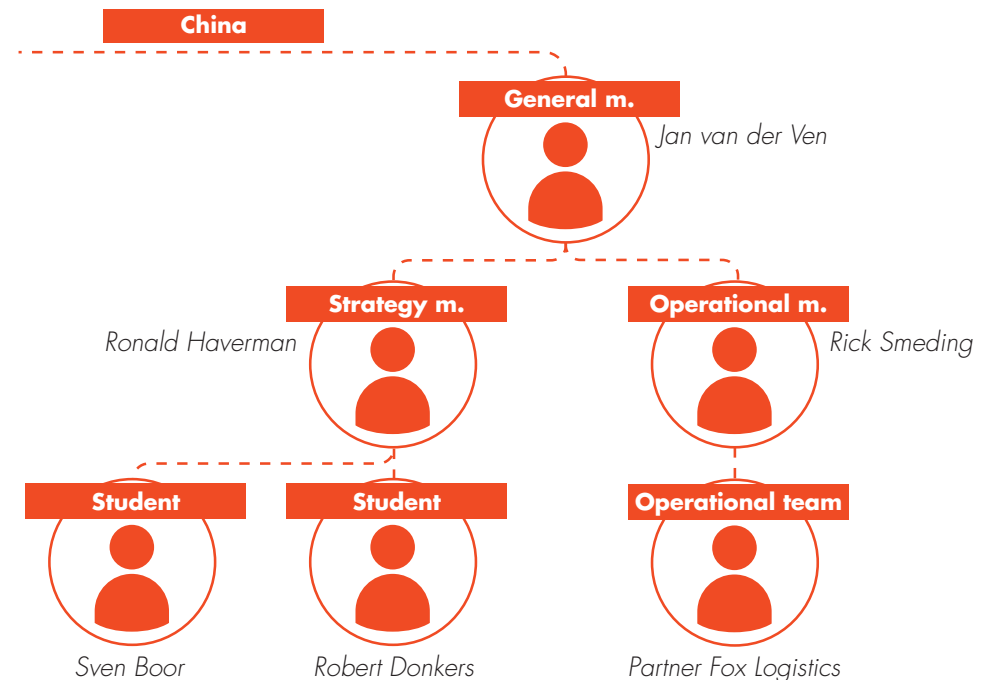 China
General m.
Jan van der Ven
Strategy m.
Operational m.
Ronald Haverman
Rick Smeding
Student
Student
Operational team
Sven Boor
Robert Donkers
Partner Fox Logistics